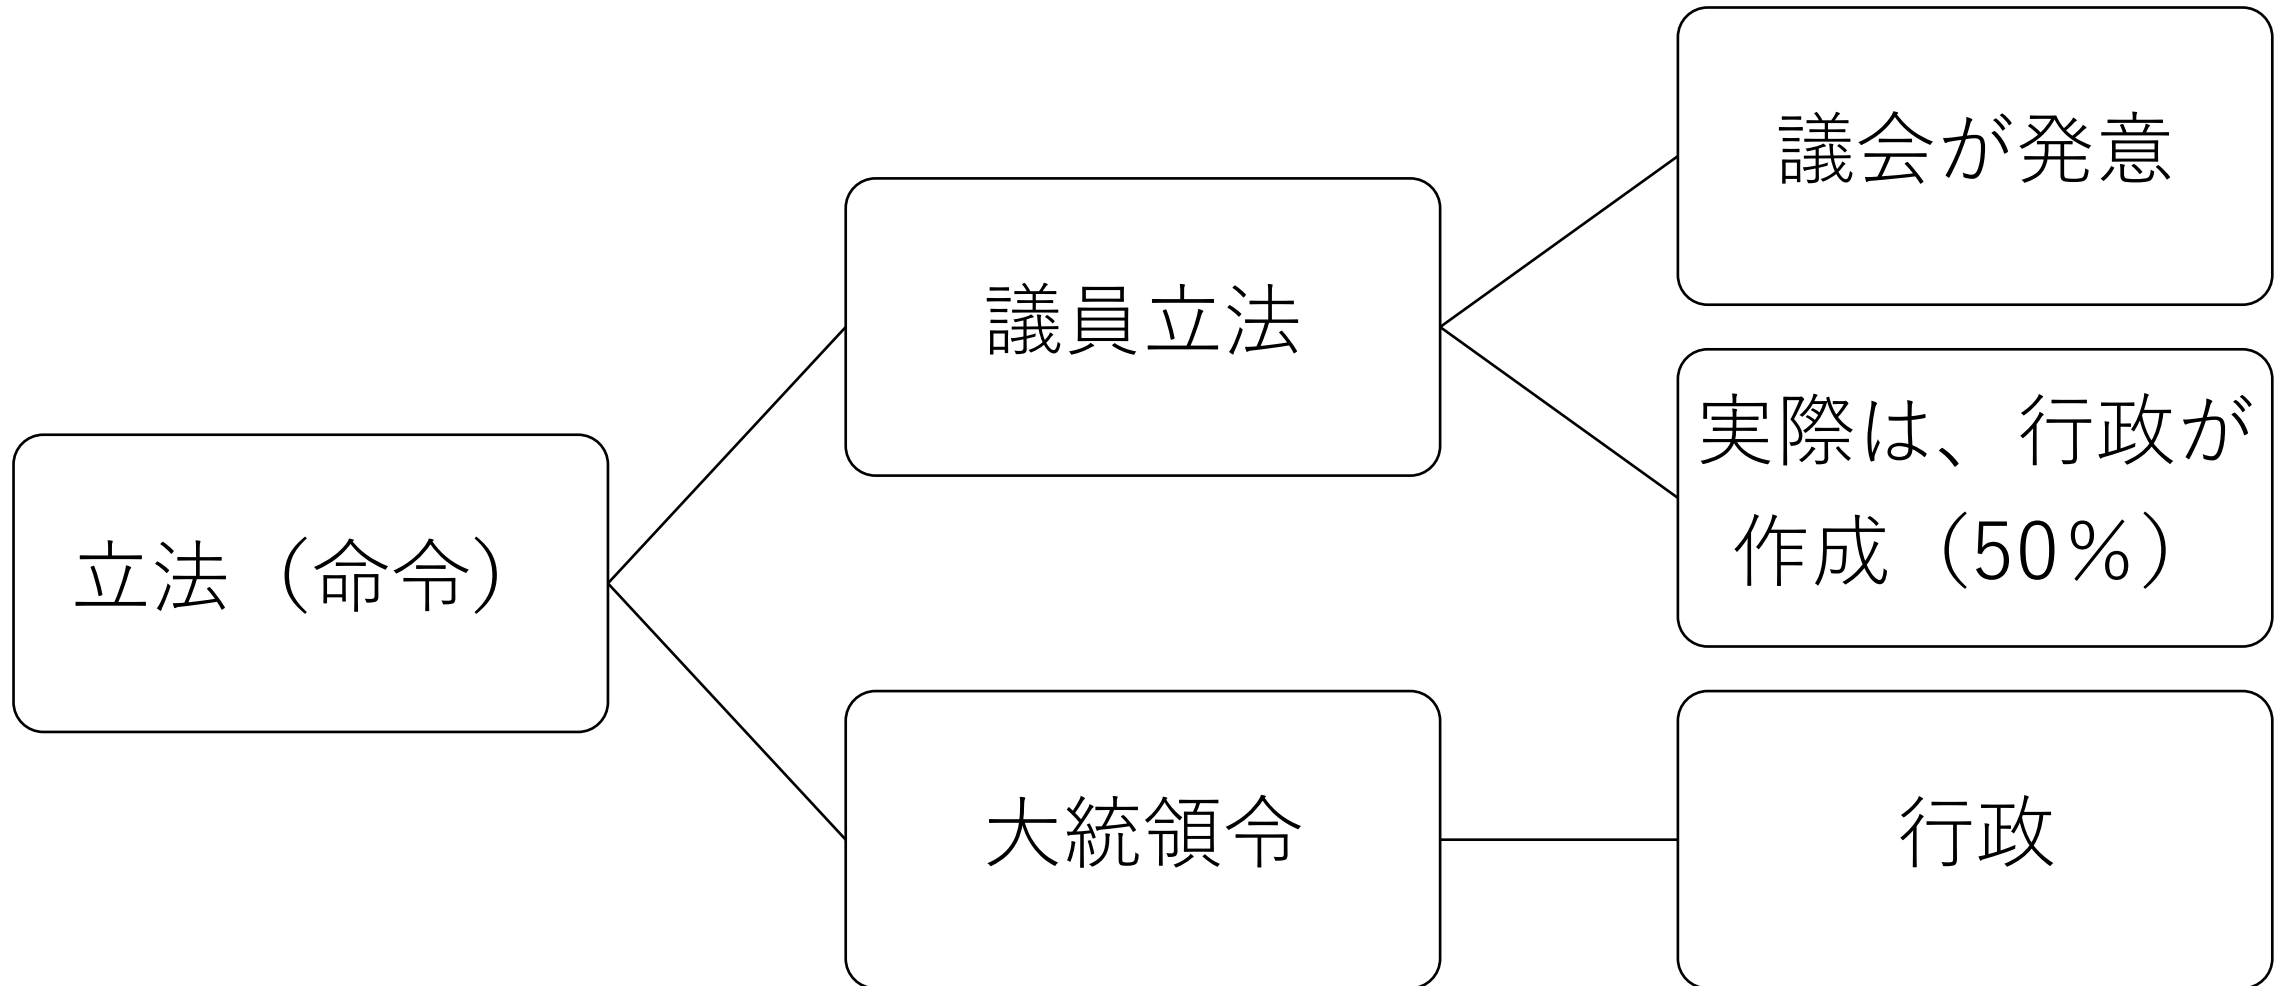 議会が発意
議員立法
実際は、行政が
作成（50％）
立法（命令）
大統領令
行政